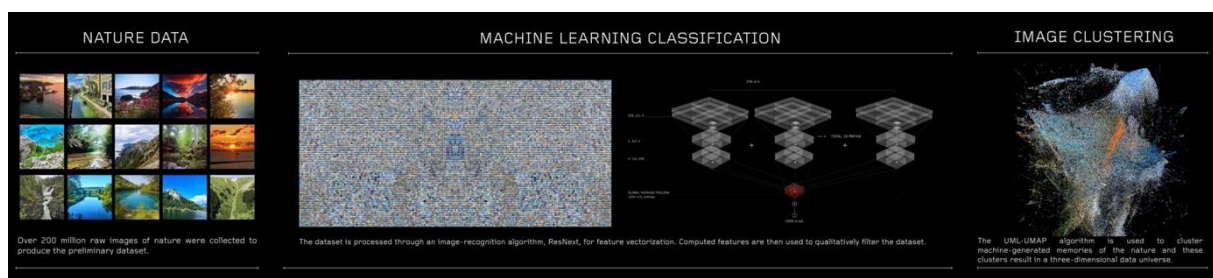 NATURE DATA
Over 200 million raw images of nature were collected to
produce the preliminary dataset.
MACHINE LEARNING CLASSIFICATION
TOTAL 32 PATHS
GLOBAL AVERAGE POOLING
The dataset is processed through an image-recognition algorithm, ResNext, for feature vectorization. Computed features are then used to qualitatively filter the dataset.
IMAGE CLUSTERING
The UML-UMAP algorithm is used to cluster
machine-generated memories of the nature and these
clusters result in a three-dimensional data universe.